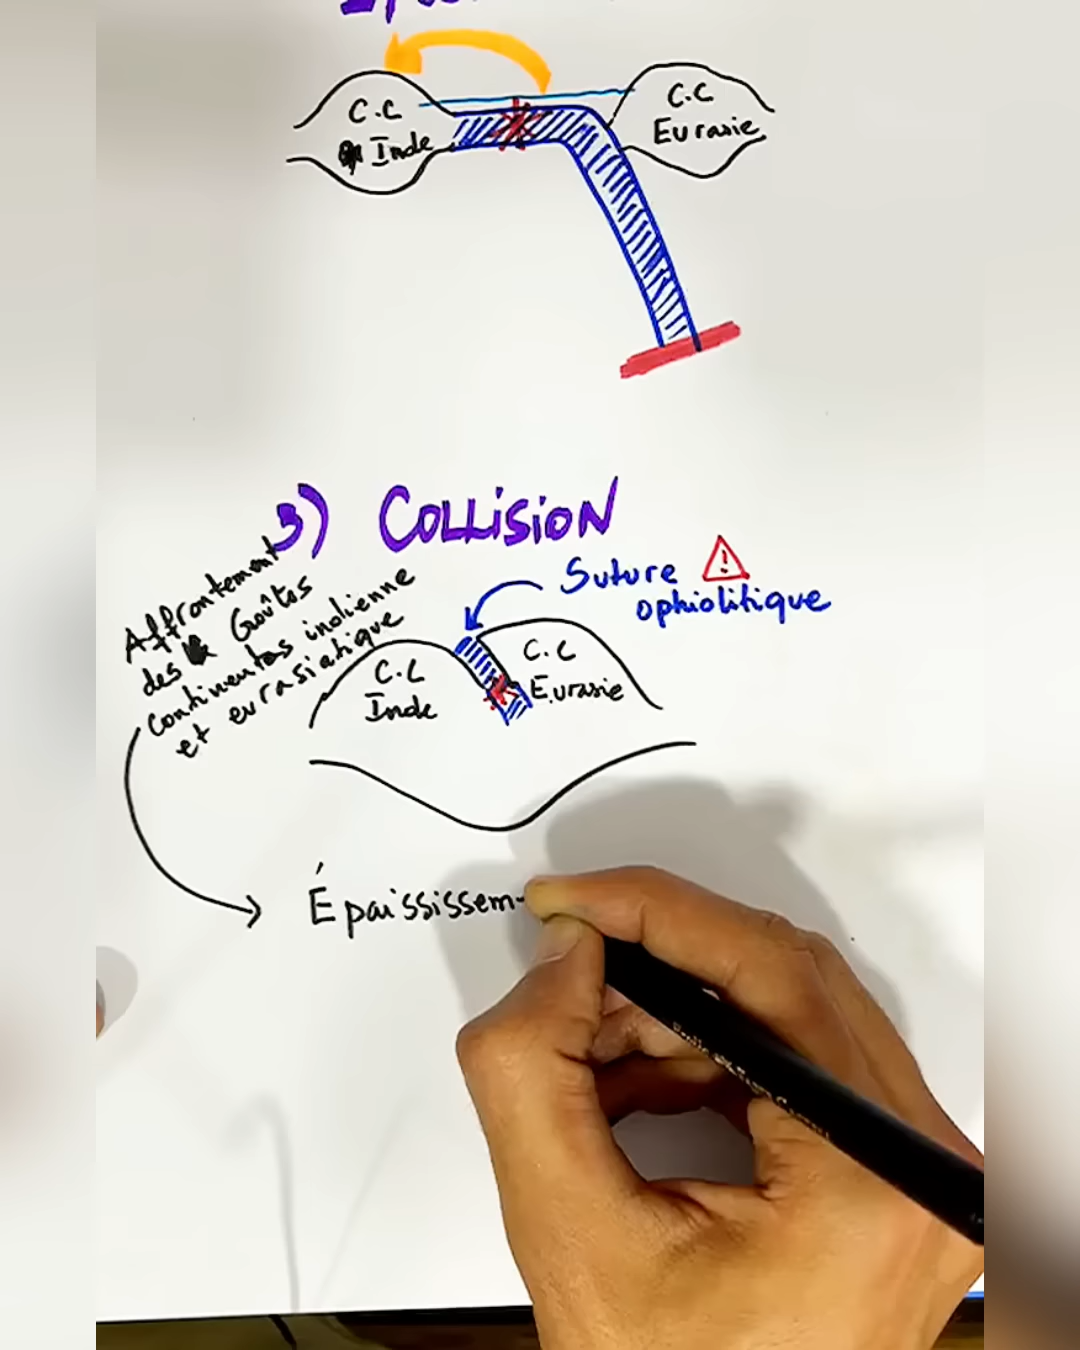 C.C
Inde
C.C
Eurasie
3) COLLISION
Affrontement
des Croûtes
continentales indienne
et eurasiatique
Suture
ophiolitique
C.C
Inde
C.C
Eurasie
Épaississem